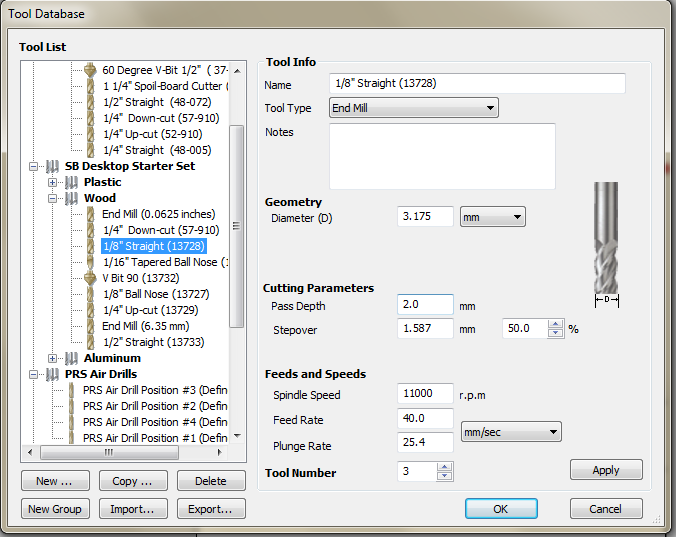 Tool Database
Tool List
60 Degree V-Bit 1/2" ( 37-
1 1/4" Spoil-Board Cutter (
1/2" Straight (48-072)
1/4" Down-cut (57-910)
1/4" Up-cut (52-910)
1/4" Straight (48-005)
SB Desktop Starter Set
Plastic
Wood
End Mill (0.0625 inches)
1/4" Down-cut (57-910)
1/8" Straight (13728)
1/16" Tapered Ball Nose (1
V Bit 90 (13732)
1/8" Ball Nose (13727)
1/4" Up-cut (13729)
End Mill (6.35 mm)
1/2" Straight (13733)
Aluminum
PRS Air Drills
PRS Air Drill Position #3 (Defin
PRS Air Drill Position #2 (Defin
PRS Air Drill Position #4 (Defin
PRS Air Drill Position #1 (Defin
New ...
Copy ...
Delete
New Group
Import...
Export...
Tool Info
Name 1/8" Straight (13728)
Tool Type End Mill
Notes
Geometry
Diameter (D) 3.175 mm
D
Cutting Parameters
Pass Depth 2.0 mm
Stepover 1.587 mm 50.0 %
Feeds and Speeds
Spindle Speed 11000 r.p.m
Feed Rate 40.0
mm/sec
Plunge Rate 25.4
Tool Number 3
Apply
OK
Cancel